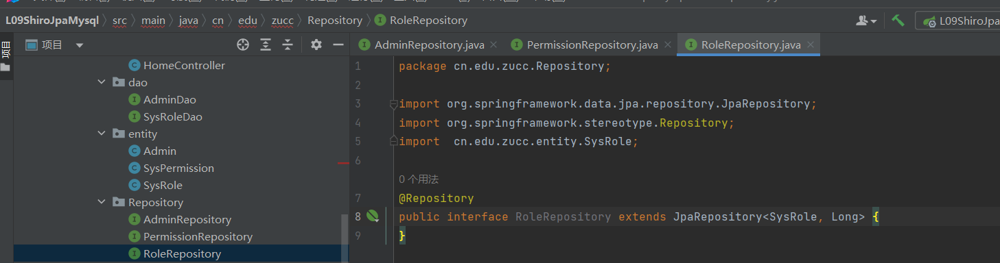 L09ShiroJpaMysql 〉 src 〉 main 〉 java 〉 cn 〉 edu 〉 zucc 〉 Repository 〉 RoleRepository
L09ShiroJpa
项目
项目
HomeController
dao
AdminDao
SysRoleDao
entity
Admin
SysPermission
SysRole
Repository
AdminRepository
PermissionRepository
RoleRepository
AdminRepository.java
PermissionRepository.java
RoleRepository.java
1 package cn.edu.zucc.Repository;
2
3 import org.springframework.data.jpa.repository.JpaRepository;
4 import org.springframework.stereotype.Repository;
5 import  cn.edu.zucc.entity.SysRole;
6
0 个用法
7 @Repository
8 public interface RoleRepository extends JpaRepository<SysRole, Long> {
9 }